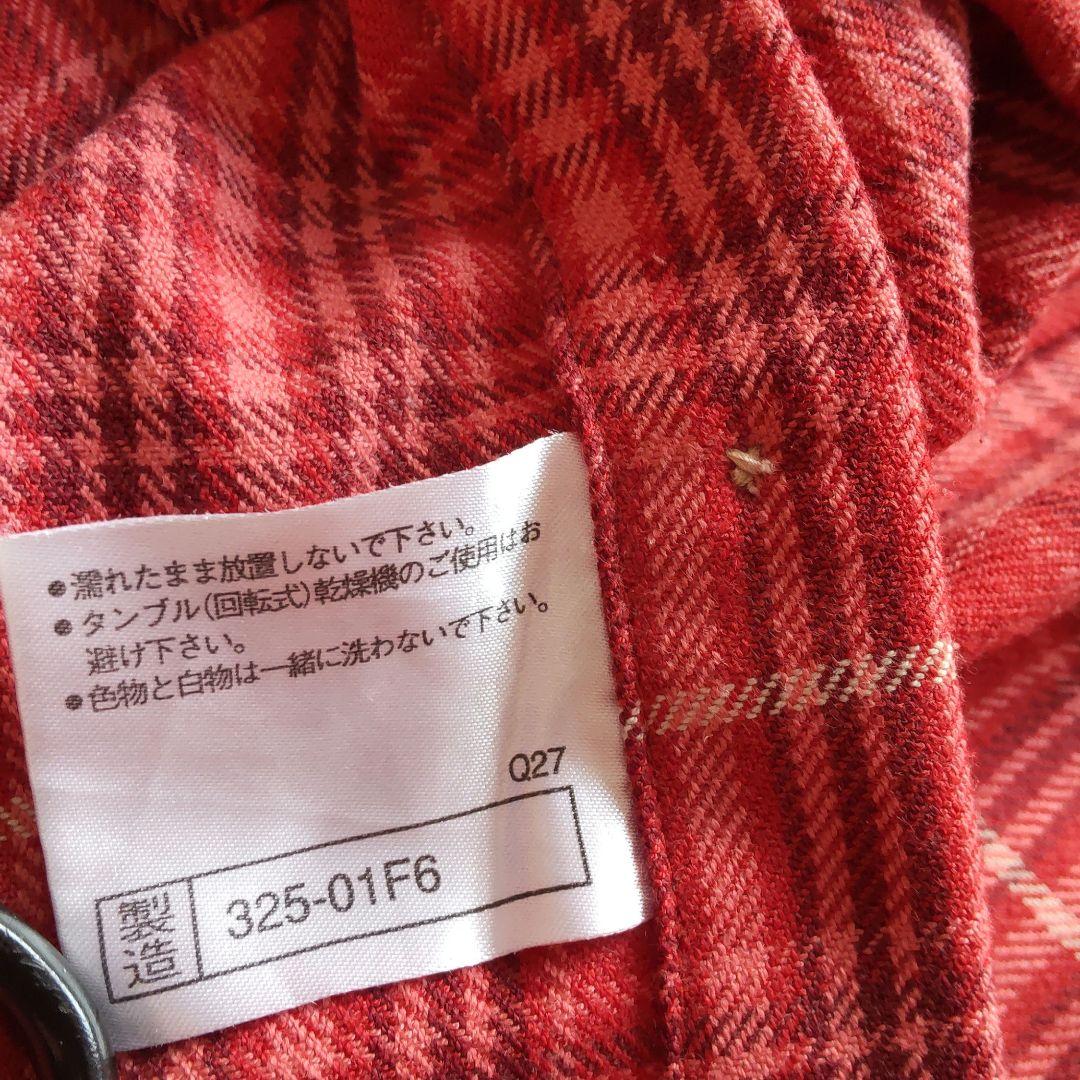 ●濡れたまま放置しないで下さい。
●タンブル(回転式)乾燥機のご使用はお
避け下さい。
●色物と白物は一緒に洗わないで下さい。
Q27
製造 325-01F6